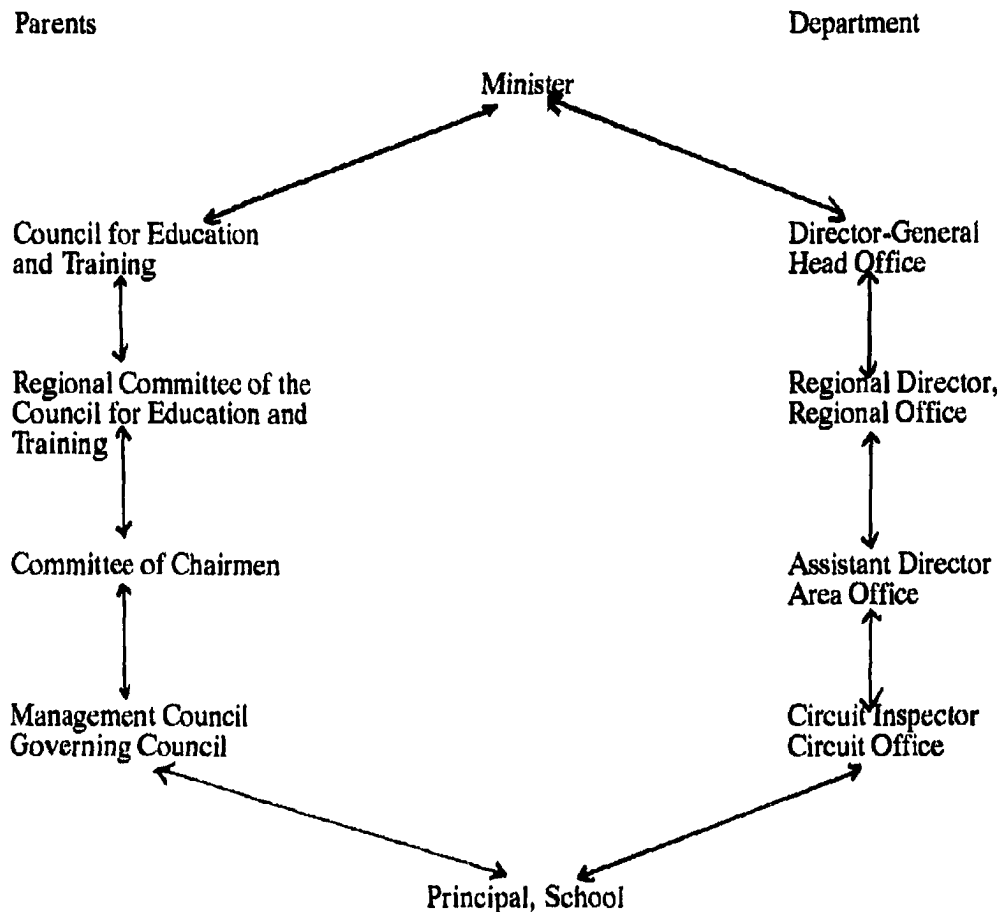 Parents
Department
Minister
Council for Education
and Training
Director-General
Head Office
Regional Committee of the
Council for Education and
Training
Regional Director,
Regional Office
Committee of Chairmen
Assistant Director
Area Office
Management Council
Governing Council
Circuit Inspector
Circuit Office
Principal, School